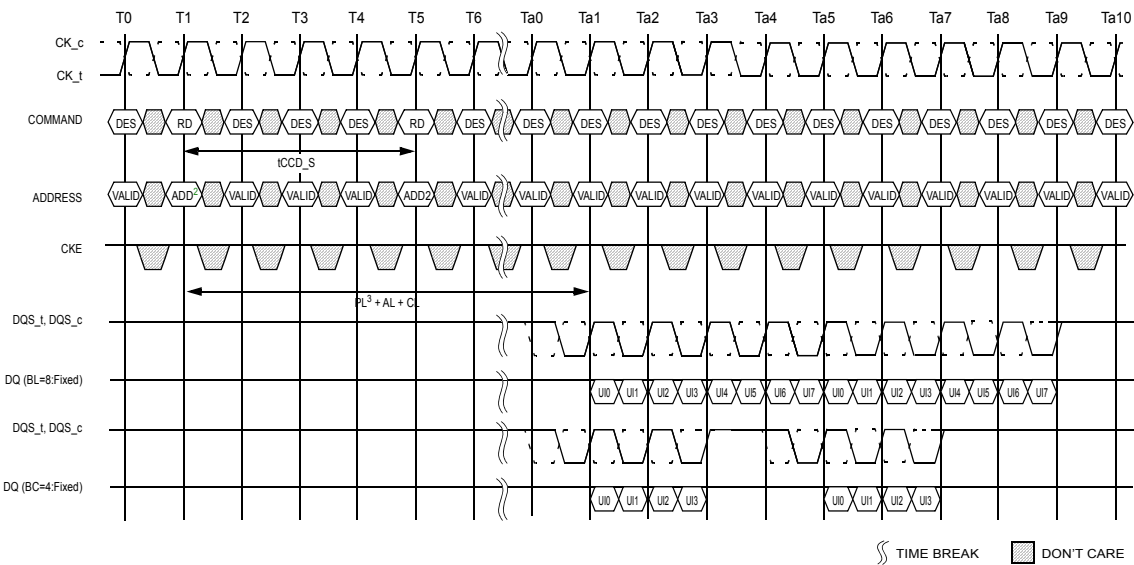 T0 T1 T2 T3 T4 T5 T6 Ta0 Ta1 Ta2 Ta3 Ta4 Ta5 Ta6 Ta7 Ta8 Ta9 Ta10
CK_c
CK_t
COMMAND DES RD DES DES DES RD DES DES DES DES DES DES DES DES DES DES DES DES
tCCD_S
ADDRESS VALID ADD2 VALID VALID VALID ADD2 VALID VALID VALID VALID VALID VALID VALID VALID VALID VALID VALID VALID
CKE
PL3 + AL + CL
DQS_t, DQS_c
DQ (BL=8:Fixed) UI0 UI1 UI2 UI3 UI4 UI5 UI6 UI7 UI0 UI1 UI2 UI3 UI4 UI5 UI6 UI7
DQS_t, DQS_c
DQ (BC=4:Fixed) UI0 UI1 UI2 UI3 UI0 UI1 UI2 UI3
TIME BREAK DON'T CARE